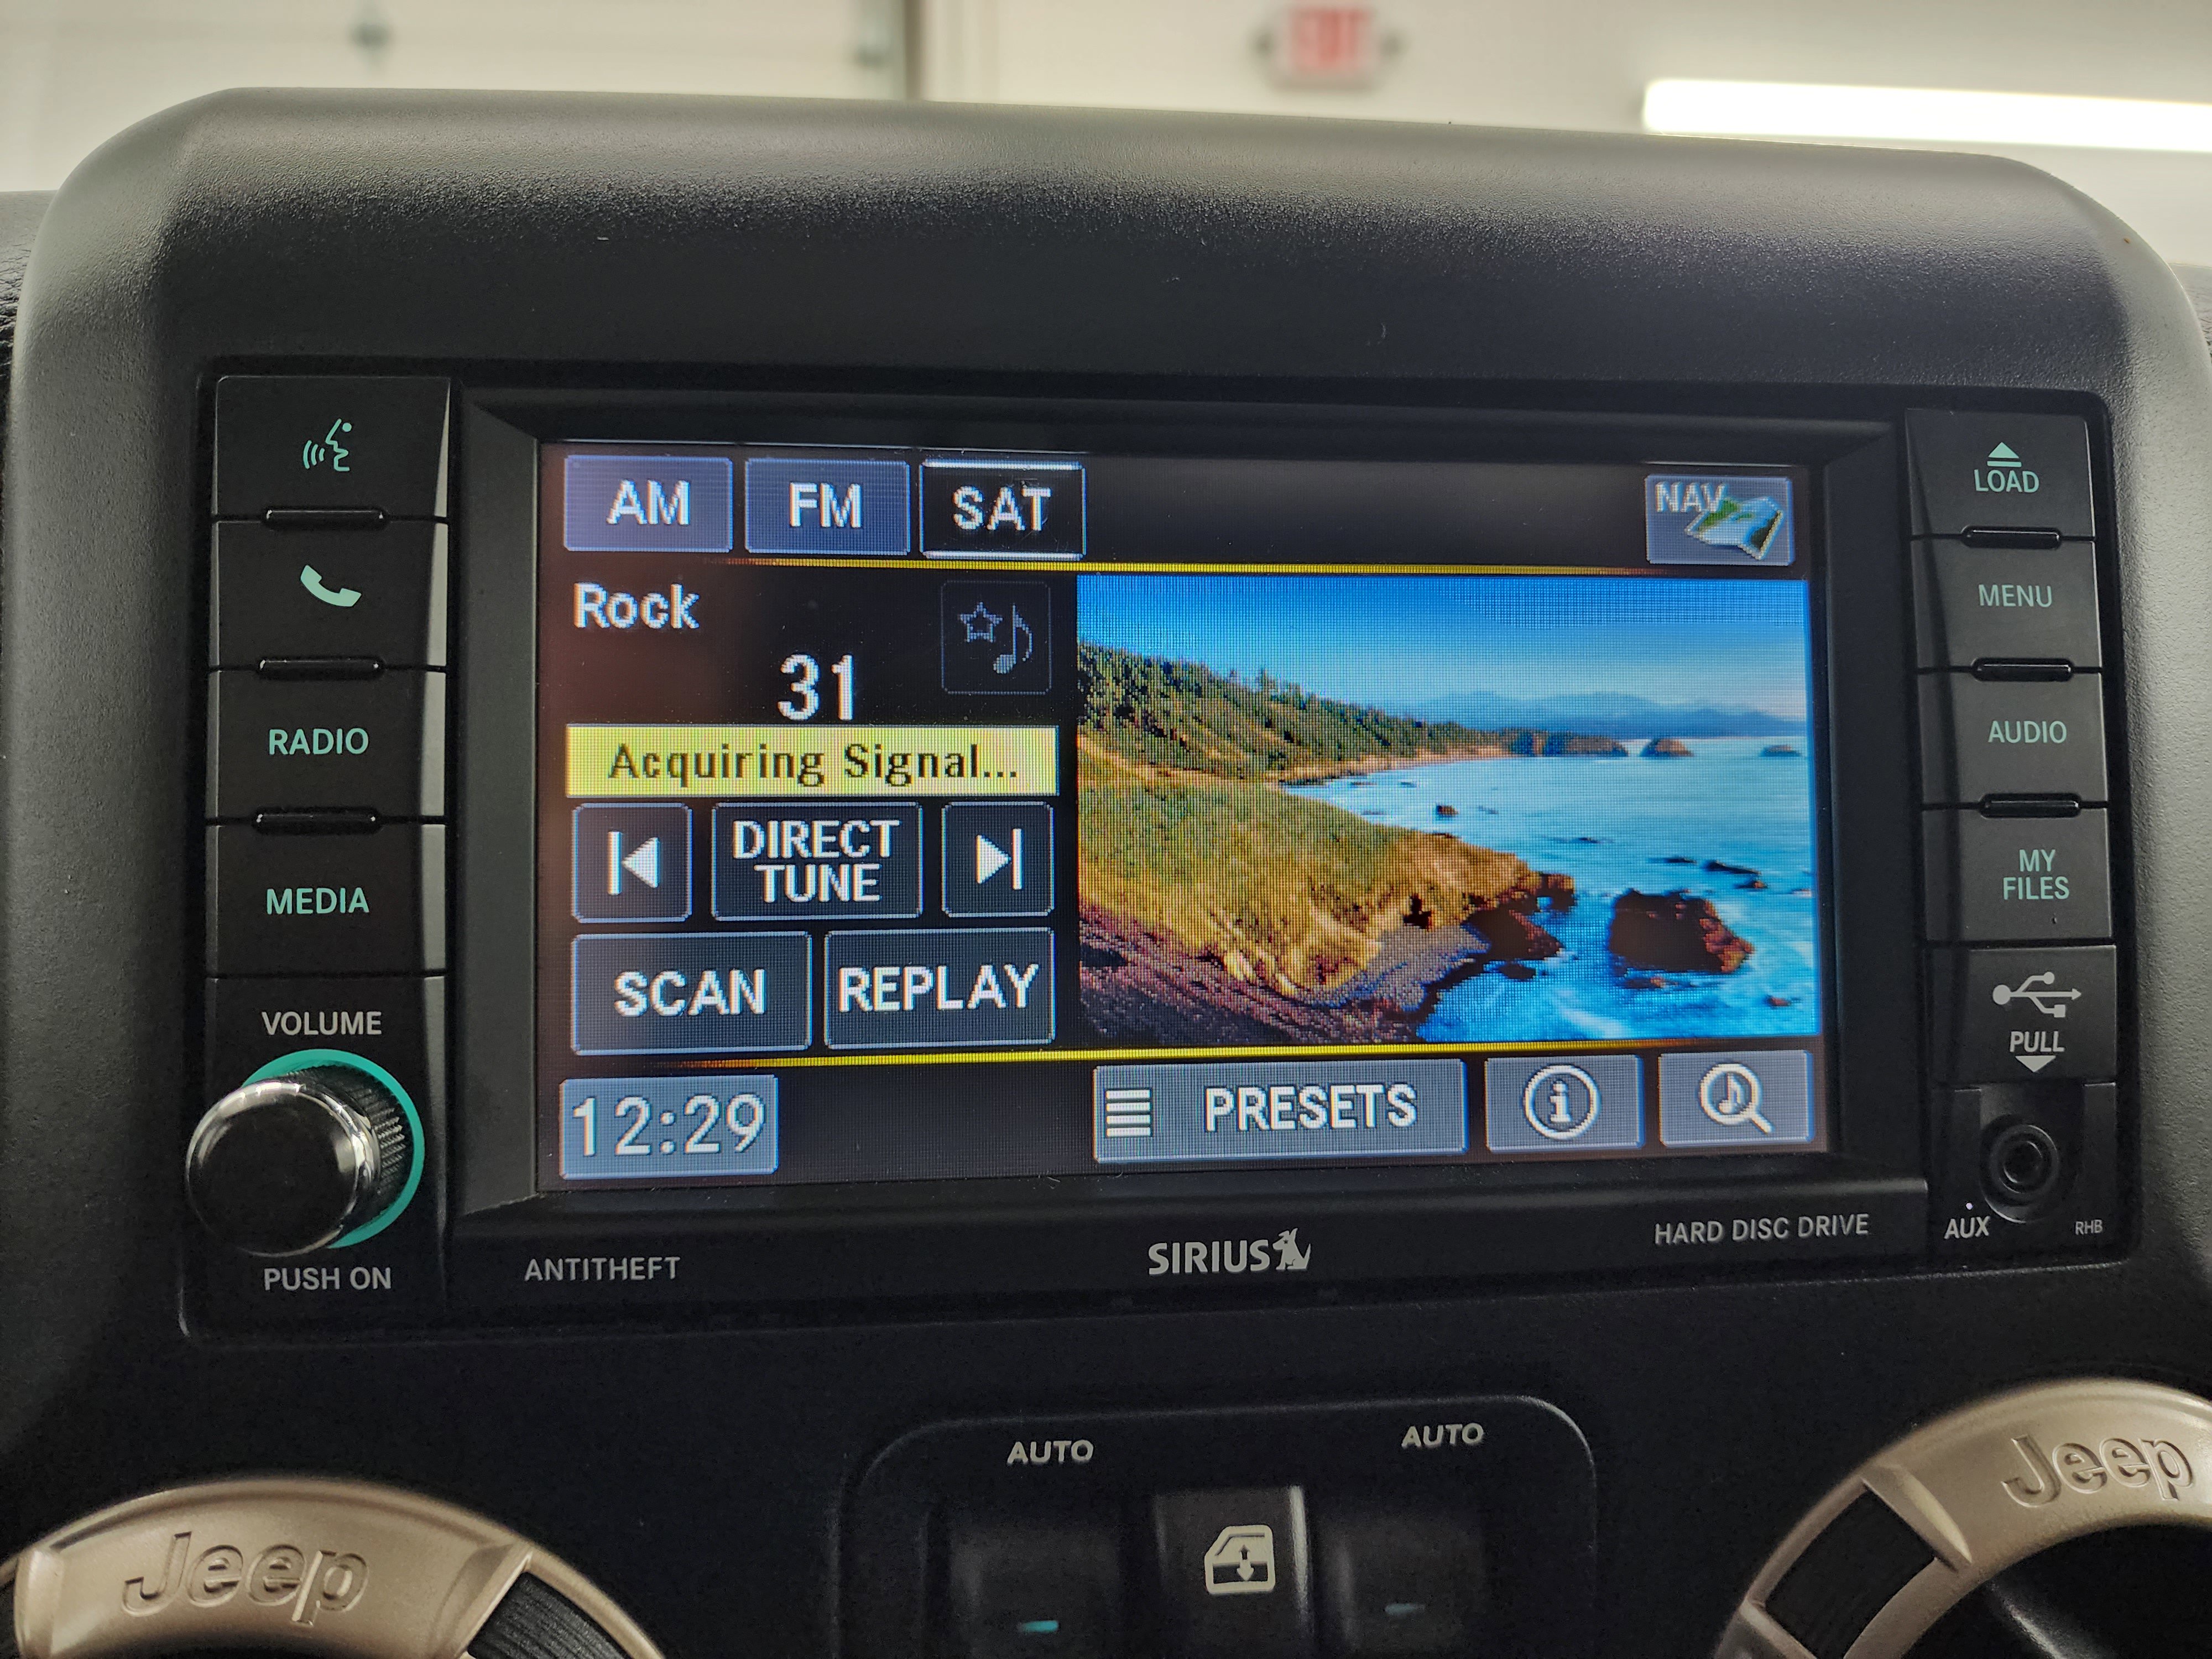 AM
FM
SAT
NAV
Rock
31
Acquiring Signal...
DIRECT
TUNE
SCAN
REPLAY
12:29
PRESETS
RADIO
MEDIA
VOLUME
PUSH ON
LOAD
MENU
AUDIO
MY
FILES
PULL
AUX
RHB
ANTITHEFT
SIRIUS
HARD DISC DRIVE
AUTO
AUTO
Jeep
Jeep